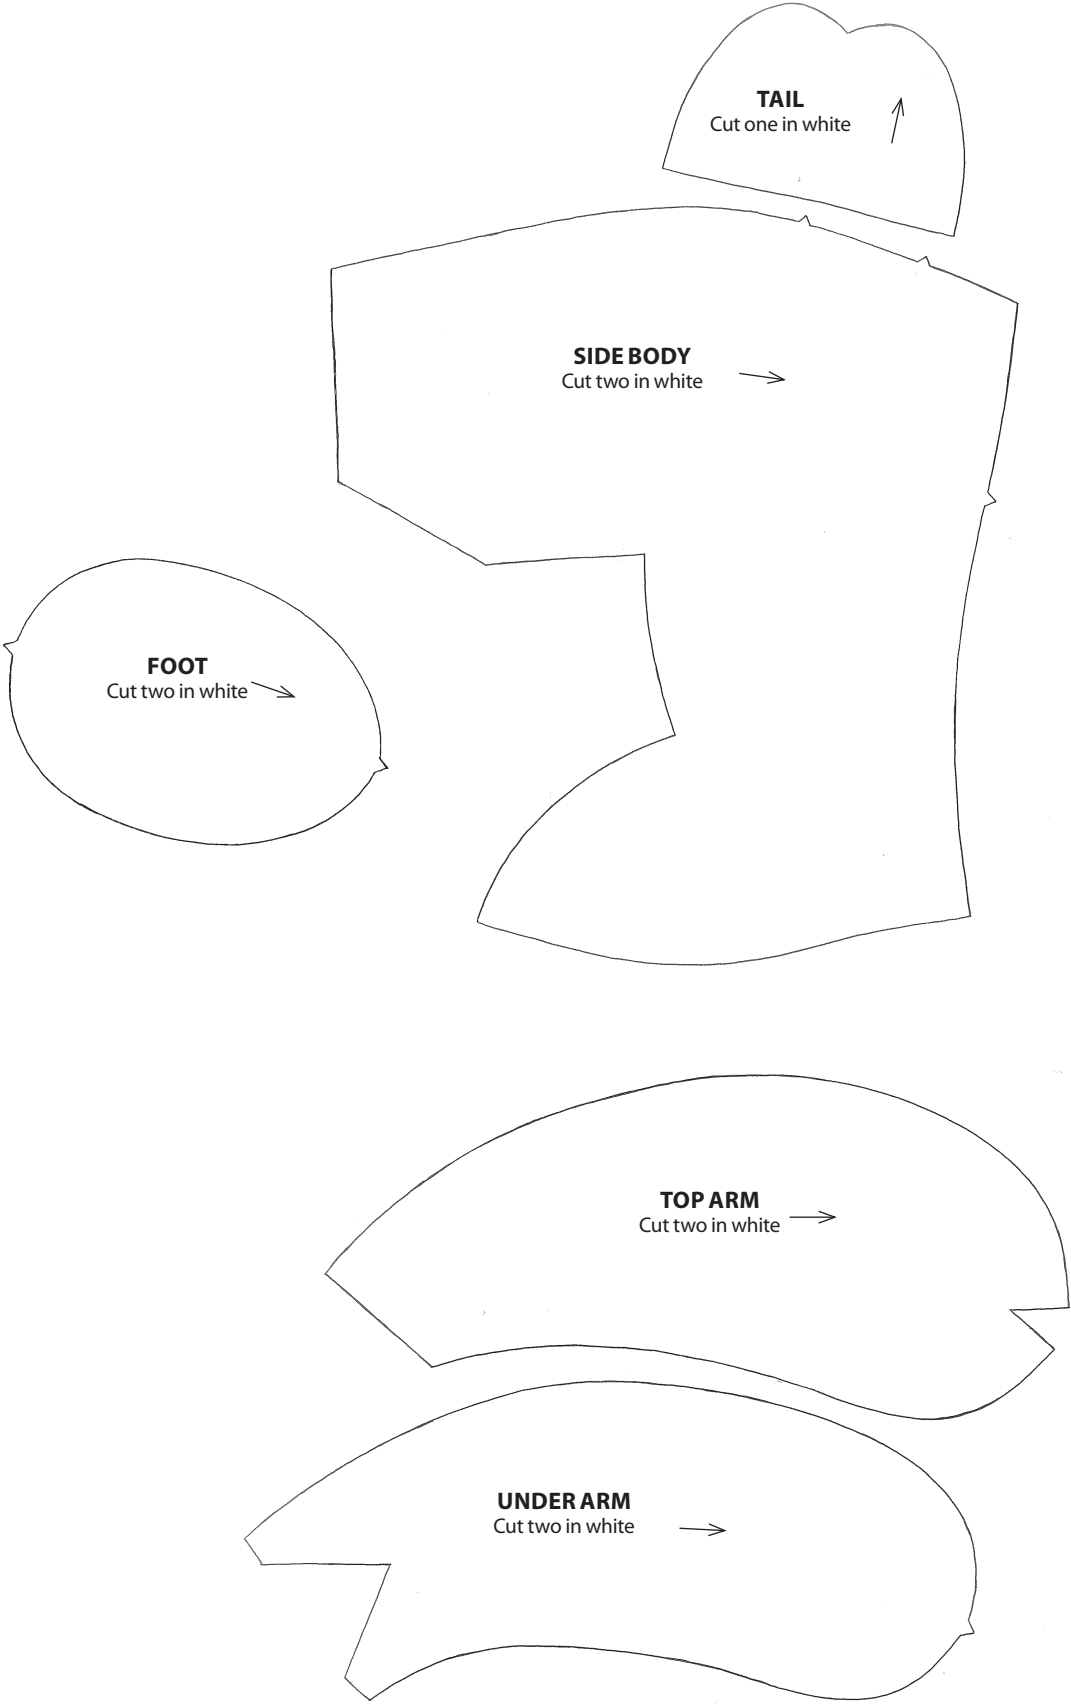 TAIL
Cut one in white
SIDE BODY
Cut two in white
FOOT
Cut two in white
TOP ARM
Cut two in white
UNDER ARM
Cut two in white